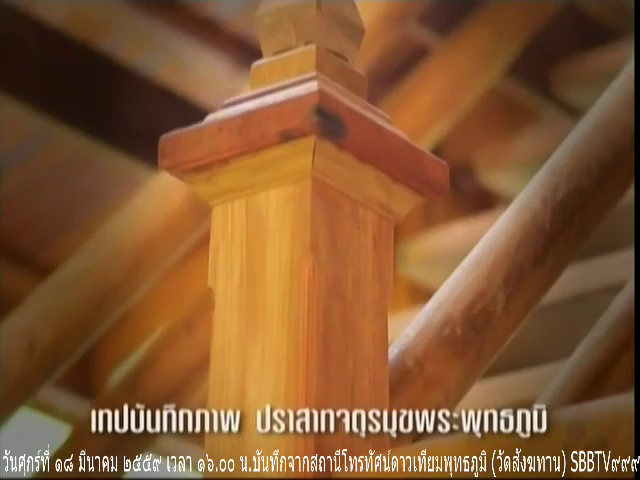 เทปบันทึกภาพ ปราสาทจตุรมุขพระพุทธภูมิ
วันศุกร์ที่ ๑๘ มีนาคม ๒๕๕๙ เวลา ๑๖.๐๐ น.บันทึกจากสถานีโทรทัศน์ดาวเทียมพุทธภูมิ (วัดสังฆทาน) SBBTV๙๙๙